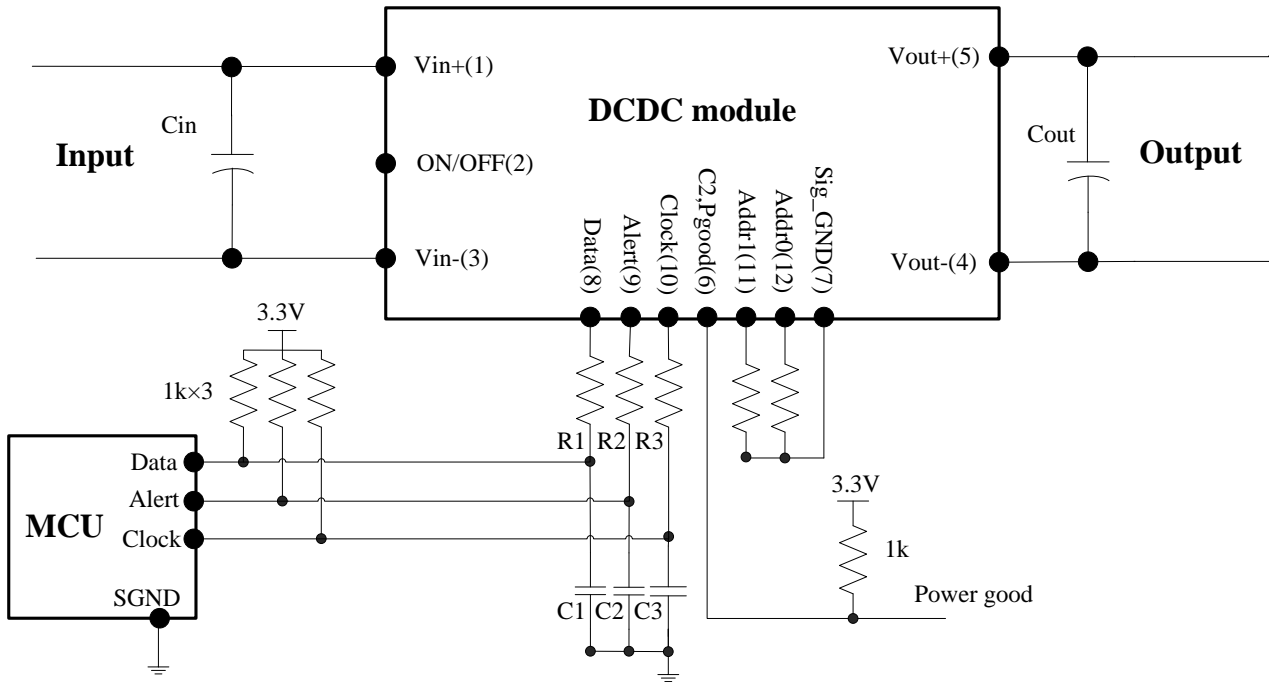 Vin+(1)
Vout+(5)
DCDC module
Cin
Cout
Input
Output
ON/OFF(2)
Vin-(3)
Vout-(4)
Data(8)
Alert(9)
Clock(10)
C2,Pgood(6)
Addr1(11)
Addr0(12)
Sig_GND(7)
3.3V
1k×3
R1
R2
R3
Data
Alert
MCU
Clock
SGND
3.3V
1k
Power good
C1
C2
C3